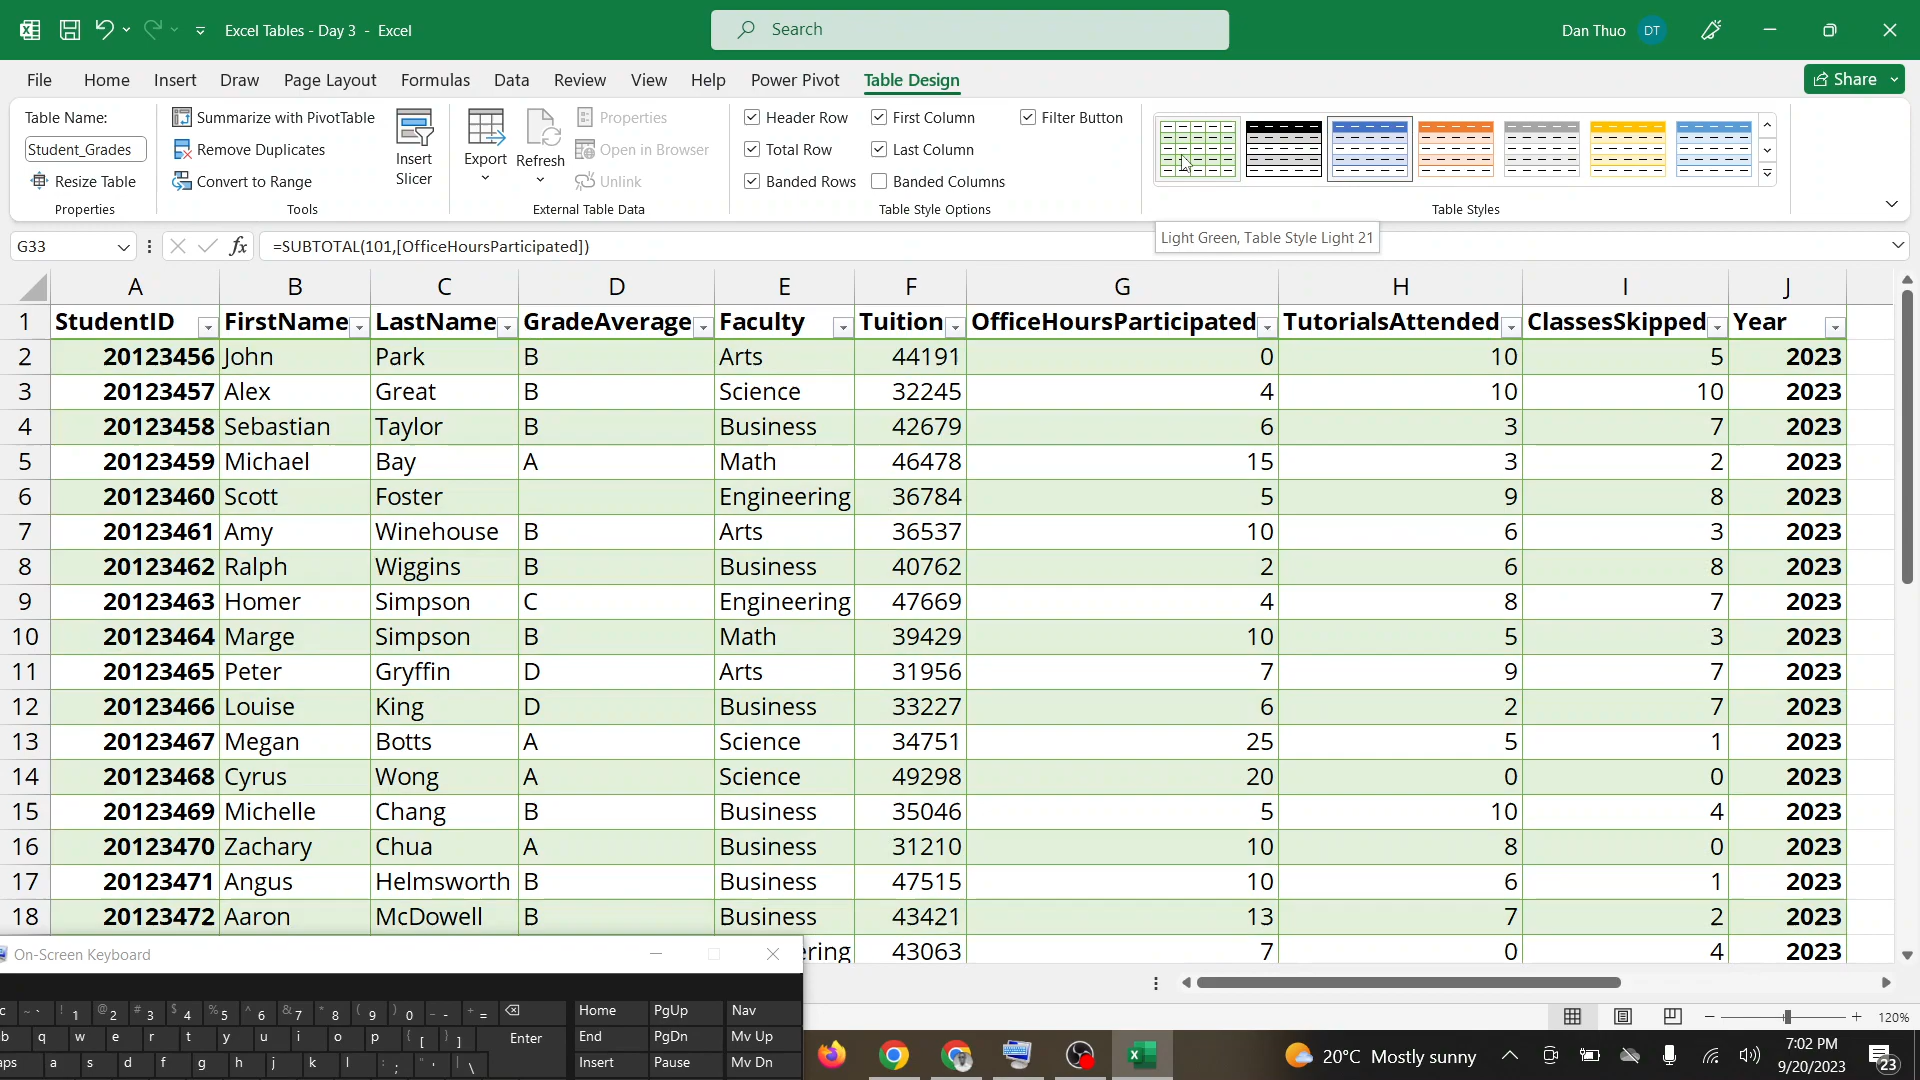 Excel Tables - Day 3 - Excel
Search
Dan Thuo DT
File Home Insert Draw Page Layout Formulas Data Review View Help Power Pivot Table Design Share
Table Name:
Student_Grades
Resize Table
Properties
Summarize with PivotTable
Remove Duplicates
Convert to Range
Tools
Insert
Slicer
Export
Refresh
Properties
Open in Browser
Unlink
External Table Data
Header Row First Column Filter Button
Total Row Last Column
Banded Rows Banded Columns
Table Style Options
Table Styles
Light Green, Table Style Light 21
G33 fx =SUBTOTAL(101,[OfficeHoursParticipated])
A B C D E F G H I J
1 StudentID FirstName LastName GradeAverage Faculty Tuition OfficeHoursParticipated TutorialsAttended ClassesSkipped Year
2 20123456 John Park B Arts 44191 0 10 5 2023
3 20123457 Alex Great B Science 32245 4 10 10 2023
4 20123458 Sebastian Taylor B Business 42679 6 3 7 2023
5 20123459 Michael Bay A Math 46478 15 3 2 2023
6 20123460 Scott Foster Engineering 36784 5 9 8 2023
7 20123461 Amy Winehouse B Arts 36537 10 6 3 2023
8 20123462 Ralph Wiggins B Business 40762 2 6 8 2023
9 20123463 Homer Simpson C Engineering 47669 4 8 7 2023
10 20123464 Marge Simpson B Math 39429 10 5 3 2023
11 20123465 Peter Gryffin D Arts 31956 7 9 7 2023
12 20123466 Louise King D Business 33227 6 2 7 2023
13 20123467 Megan Botts A Science 34751 25 5 1 2023
14 20123468 Cyrus Wong A Science 49298 20 0 0 2023
15 20123469 Michelle Chang B Business 35046 5 10 4 2023
16 20123470 Zachary Chua A Business 31210 10 8 0 2023
17 20123471 Angus Helmsworth B Business 47515 10 6 1 2023
18 20123472 Aaron McDowell B Business 43421 13 7 2 2023
ering 43063 7 0 4 2023
On-Screen Keyboard
c ~ ` ! 1 @ 2 # 3 $ 4 % 5 ^ 6 & 7 * 8 ( 9 ) 0 _ - + = Home PgUp Nav
b q w e r t y u i o p { [ } ] Enter End PgDn Mv Up
aps a s d f g h j k l : ; " ' | \ Insert Pause Mv Dn
120%
20°C Mostly sunny
7:02 PM
9/20/2023
23